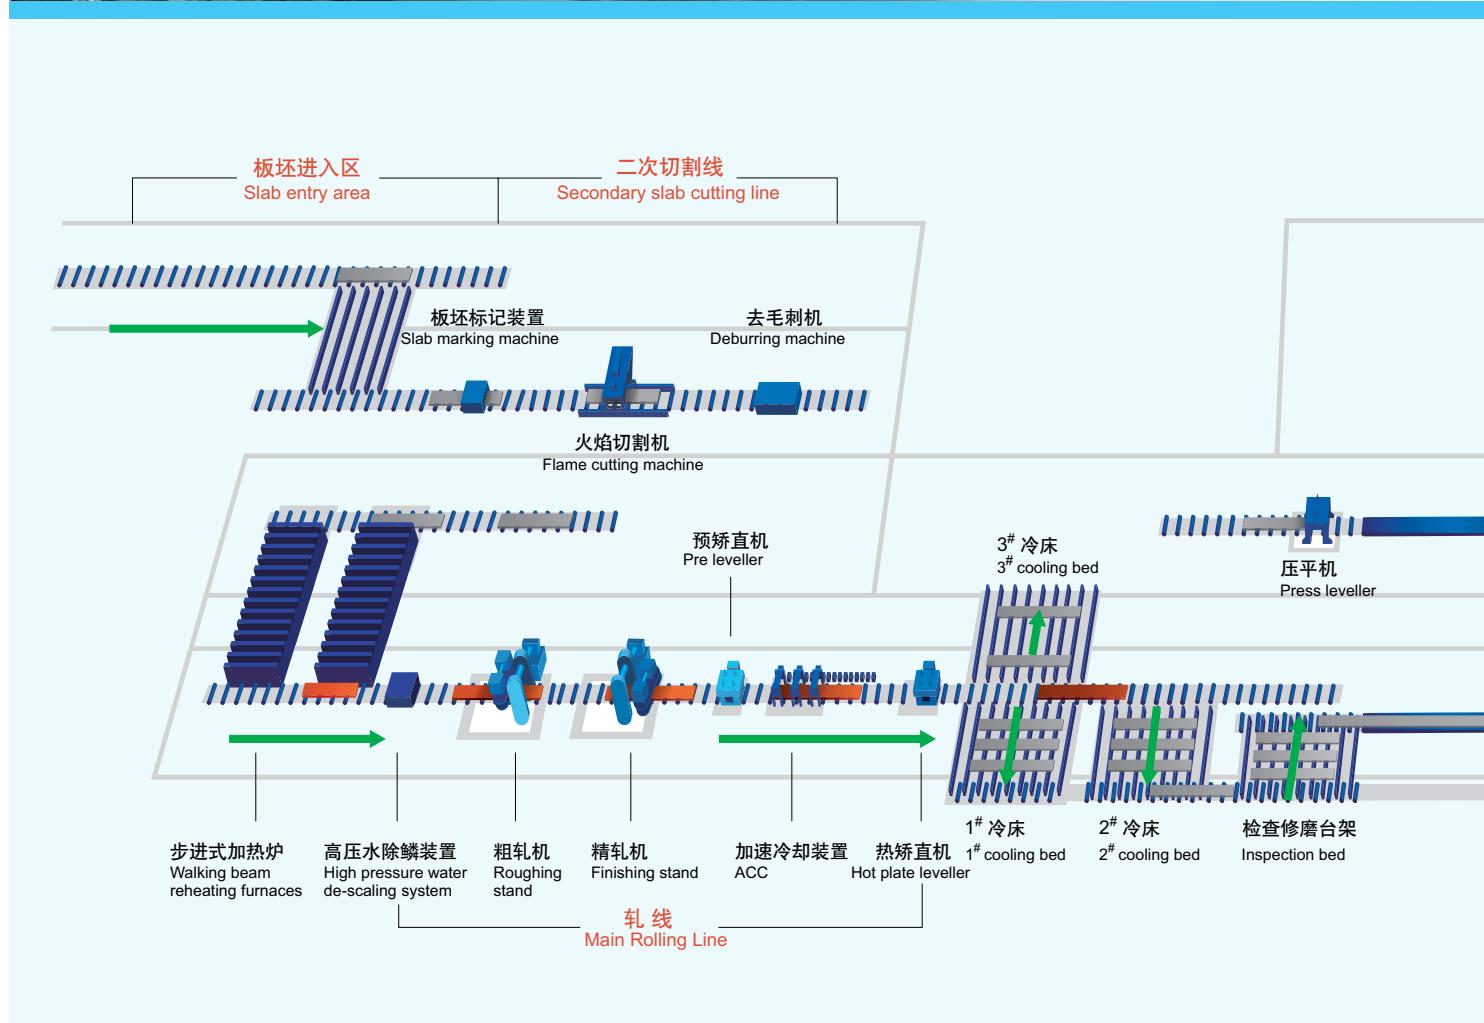 板坯进入区
Slab entry area
二次切割线
Secondary slab cutting line
板坯标记装置
Slab marking machine
去毛刺机
Deburring machine
火焰切割机
Flame cutting machine
预矫直机
Pre leveller
3# 冷床
3# cooling bed
压平机
Press leveller
步进式加热炉
Walking beam
reheating furnaces
高压水除鳞装置
High pressure water
de-scaling system
粗轧机
Roughing
stand
精轧机
Finishing stand
加速冷却装置
ACC
热矫直机
Hot plate leveller
1# 冷床
1# cooling bed
2# 冷床
2# cooling bed
检查修磨台架
Inspection bed
轧 线
Main Rolling Line